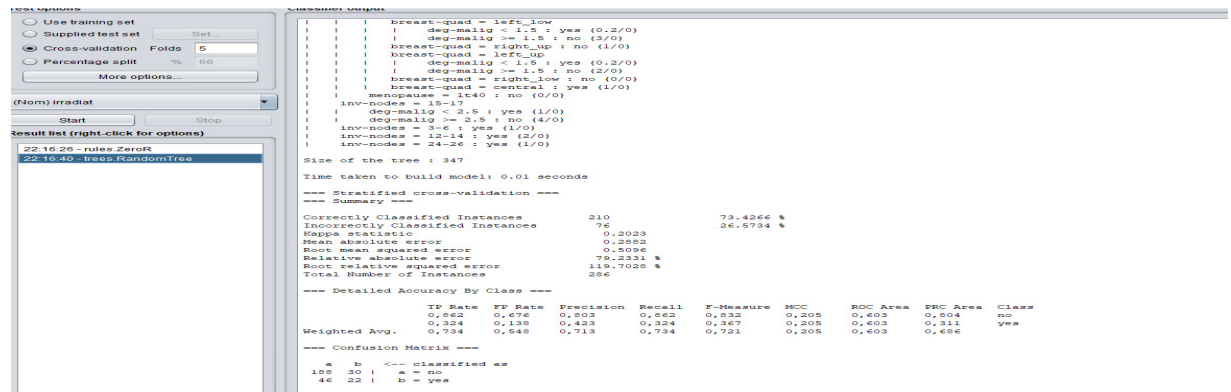 Test options
Use training set
Supplied test set Set...
Cross-validation Folds 5
Percentage split % 66
More options...
(Nom) irradiat
Start Stop
Result list (right-click for options)
22:16:26 - rules.ZeroR
22:16:40 - trees.RandomTree
Classifier output
| | | breast-quad = left_low
| | | | deg-malig < 1.5 : yes (0.2/0)
| | | | deg-malig >= 1.5 : no (3/0)
| | | breast-quad = right_up : no (1/0)
| | | breast-quad = left_up
| | | | deg-malig < 1.5 : yes (0.2/0)
| | | | deg-malig >= 1.5 : no (2/0)
| | | breast-quad = right_low : no (0/0)
| | | breast-quad = central : yes (1/0)
| | menopause = lt40 : no (0/0)
| inv-nodes = 15-17
| | deg-malig < 2.5 : yes (1/0)
| | deg-malig >= 2.5 : no (4/0)
| inv-nodes = 3-6 : yes (1/0)
| inv-nodes = 12-14 : yes (2/0)
| inv-nodes = 24-26 : yes (1/0)
Size of the tree : 347
Time taken to build model: 0.01 seconds
=== Stratified cross-validation ===
=== Summary ===
Correctly Classified Instances 210 73.4266 %
Incorrectly Classified Instances 76 26.5734 %
Kappa statistic 0.2023
Mean absolute error 0.2882
Root mean squared error 0.5096
Relative absolute error 79.2331 %
Root relative squared error 119.7028 %
Total Number of Instances 286
=== Detailed Accuracy By Class ===
TP Rate FP Rate Precision Recall F-Measure MCC ROC Area PRC Area Class
0,862 0,676 0,803 0,862 0,832 0,205 0,603 0,804 no
0,324 0,138 0,423 0,324 0,367 0,205 0,603 0,311 yes
Weighted Avg. 0,734 0,548 0,713 0,734 0,721 0,205 0,603 0,686
=== Confusion Matrix ===
a b <-- classified as
188 30 | a = no
46 22 | b = yes